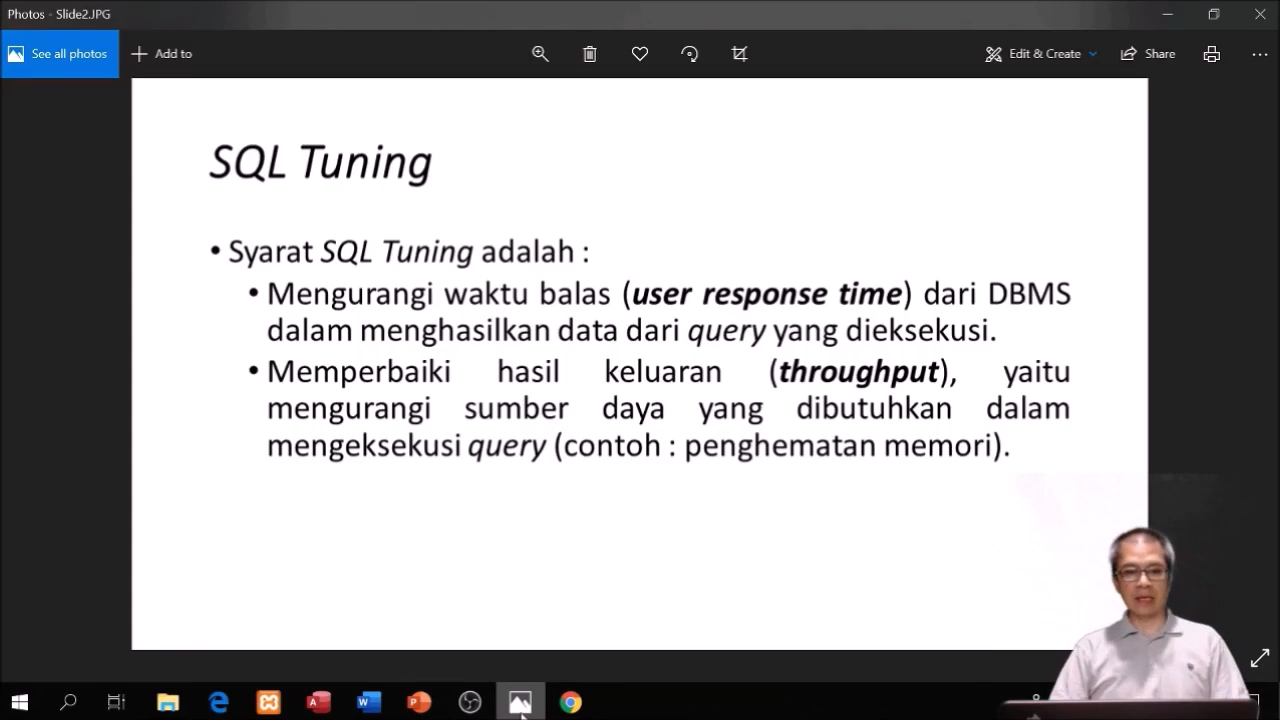 Photos - Slide2.JPG
See all photos
Add to
Edit & Create
Share
SQL Tuning
• Syarat SQL Tuning adalah :
• Mengurangi waktu balas (user response time) dari DBMS
dalam menghasilkan data dari query yang dieksekusi.
• Memperbaiki hasil keluaran (throughput), yaitu
mengurangi sumber daya yang dibutuhkan dalam
mengeksekusi query (contoh : penghematan memori).